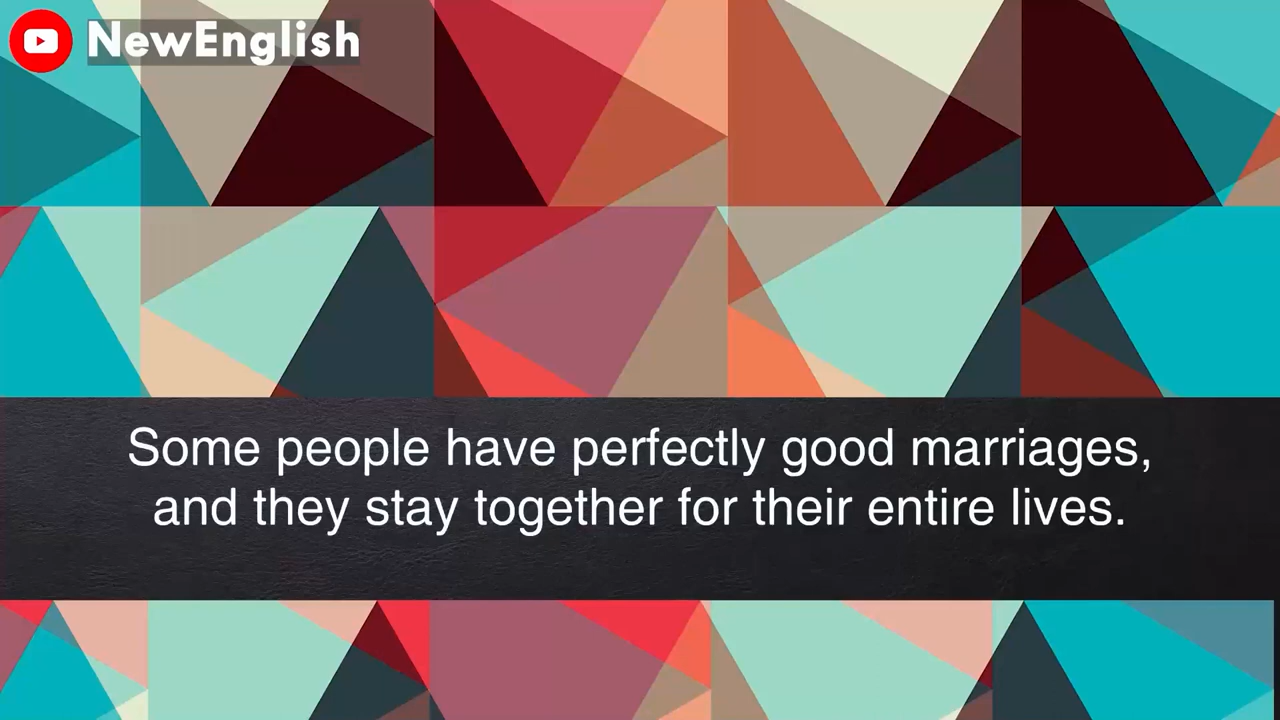 NewEnglish
Some people have perfectly good marriages,
and they stay together for their entire lives.